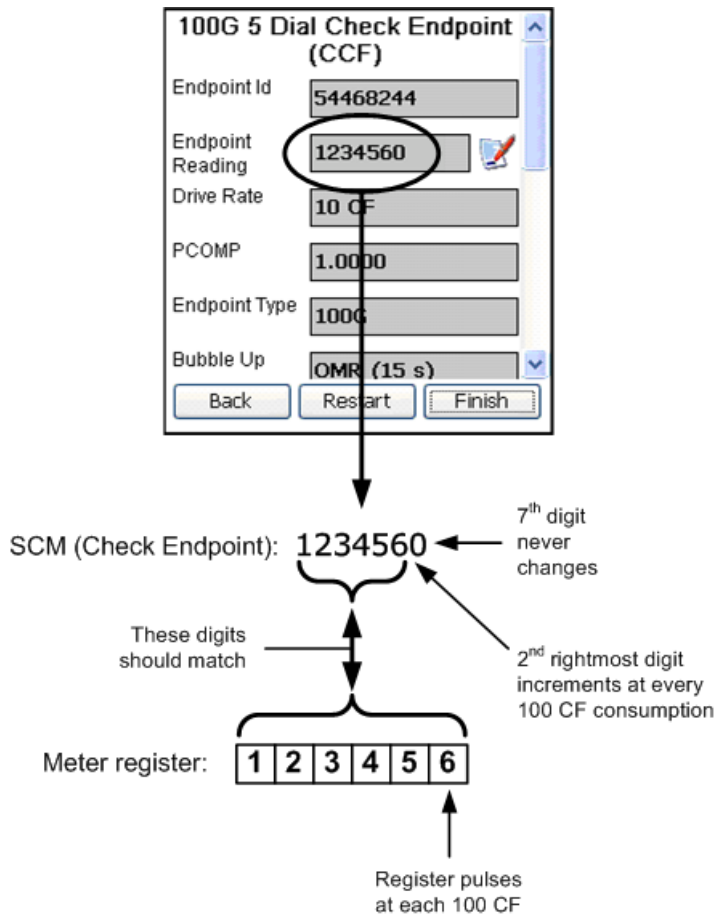 100G 5 Dial Check Endpoint
(CCF)
Endpoint Id
54468244
Endpoint
Reading
1234560
Drive Rate
10 CF
PCOMP
1.0000
Endpoint Type
100G
Bubble Up
OMR (15 s)
Back
Restart
Finish
SCM (Check Endpoint): 1234560
7th digit
never
changes
These digits
should match
2nd rightmost digit
increments at every
100 CF consumption
Meter register: 1 2 3 4 5 6
Register pulses
at each 100 CF